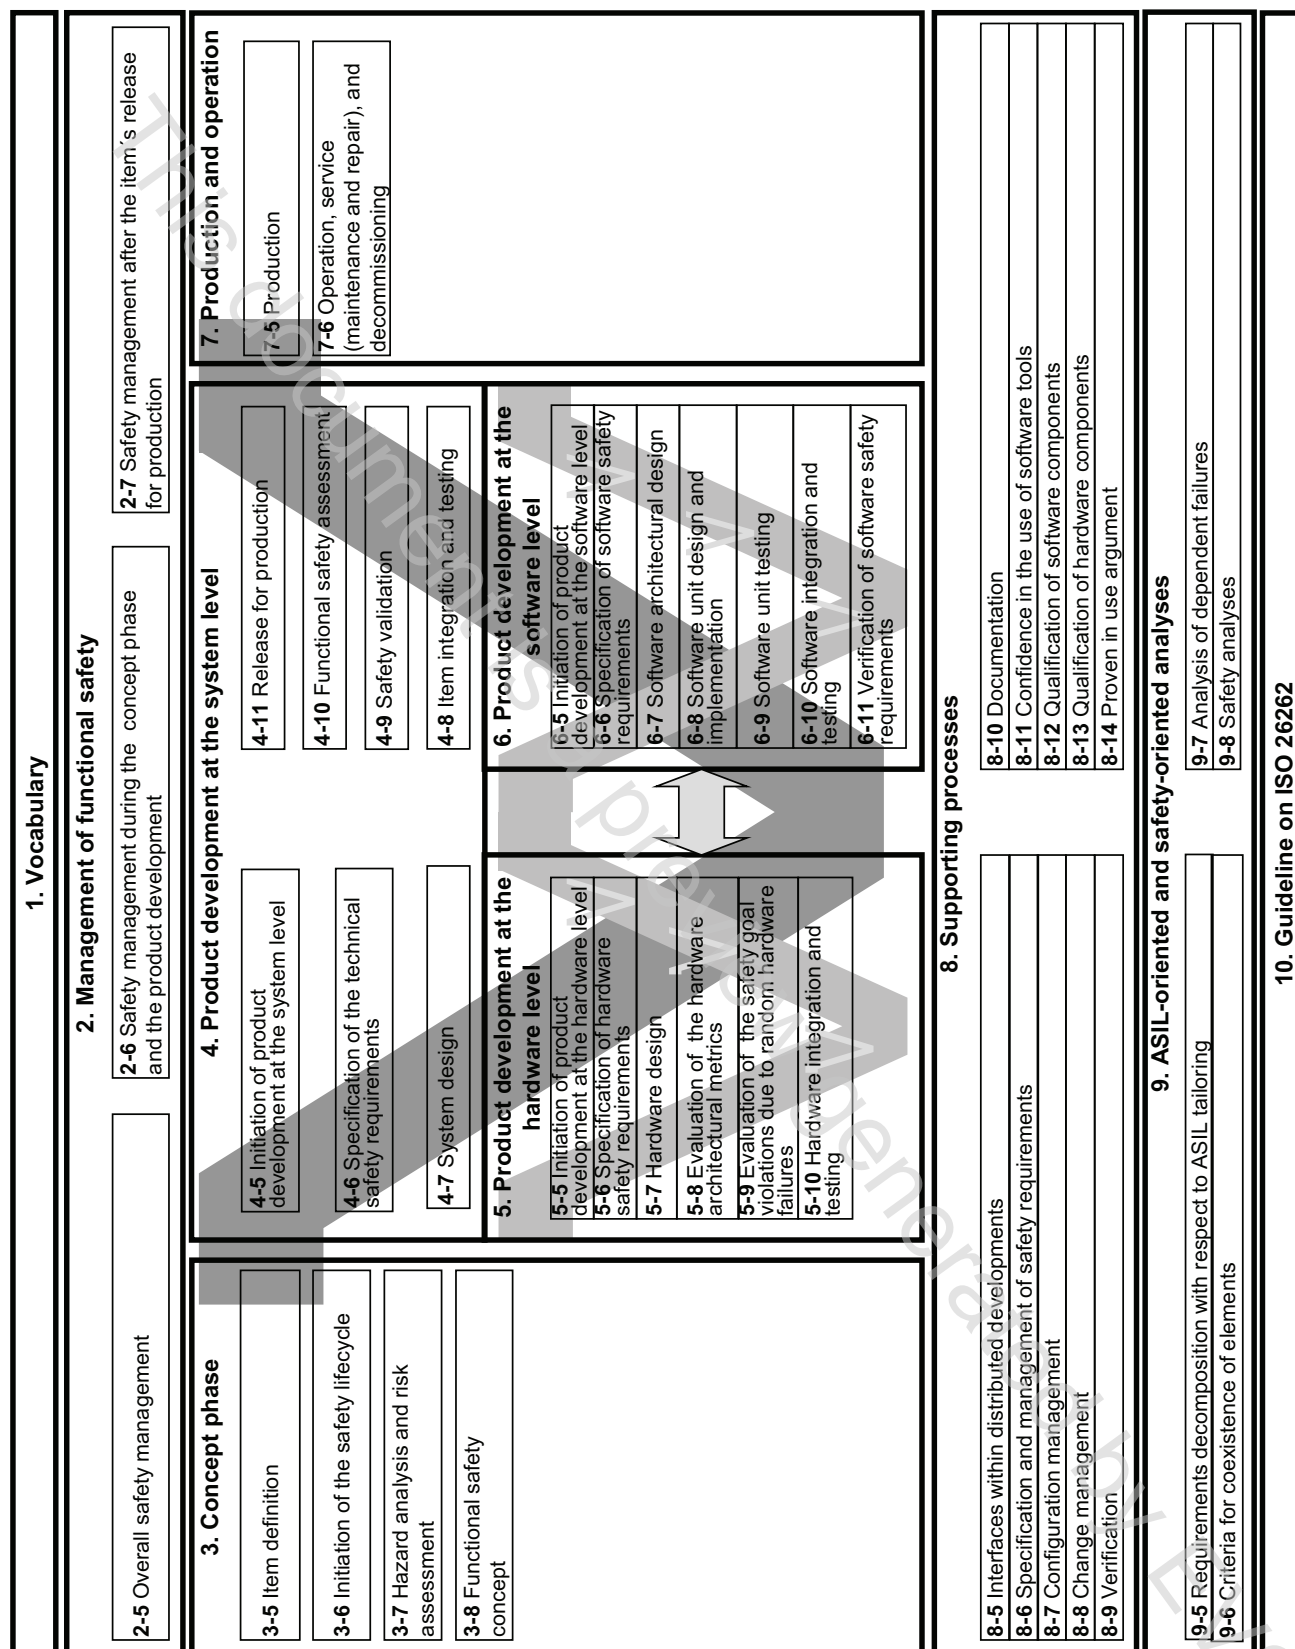 1. Vocabulary
2. Management of functional safety
2-5 Overall safety management
2-6 Safety management during the concept phase
and the product development
2-7 Safety management after the item´s release
for production
3. Concept phase
3-5 Item definition
3-6 Initiation of the safety lifecycle
3-7 Hazard analysis and risk
assessment
3-8 Functional safety
concept
4. Product development at the system level
4-5 Initiation of product
development at the system level
4-6 Specification of the technical
safety requirements
4-7 System design
4-11 Release for production
4-10 Functional safety assessment
4-9 Safety validation
4-8 Item integration and testing
7. Production and operation
7-5 Production
7-6 Operation, service
(maintenance and repair), and
decommissioning
5. Product development at the
hardware level
5-5 Initiation of product
development at the hardware level
5-6 Specification of hardware
safety requirements
5-7 Hardware design
5-8 Evaluation of the hardware
architectural metrics
5-9 Evaluation of the safety goal
violations due to random hardware
failures
5-10 Hardware integration and
testing
6. Product development at the
software level
6-5 Initiation of product
development at the software level
6-6 Specification of software safety
requirements
6-7 Software architectural design
6-8 Software unit design and
implementation
6-9 Software unit testing
6-10 Software integration and
testing
6-11 Verification of software safety
requirements
8. Supporting processes
8-5 Interfaces within distributed developments
8-6 Specification and management of safety requirements
8-7 Configuration management
8-8 Change management
8-9 Verification
8-10 Documentation
8-11 Confidence in the use of software tools
8-12 Qualification of software components
8-13 Qualification of hardware components
8-14 Proven in use argument
9. ASIL-oriented and safety-oriented analyses
9-5 Requirements decomposition with respect to ASIL tailoring
9-6 Criteria for coexistence of elements
9-7 Analysis of dependent failures
9-8 Safety analyses
10. Guideline on ISO 26262
This document is a preview generated by